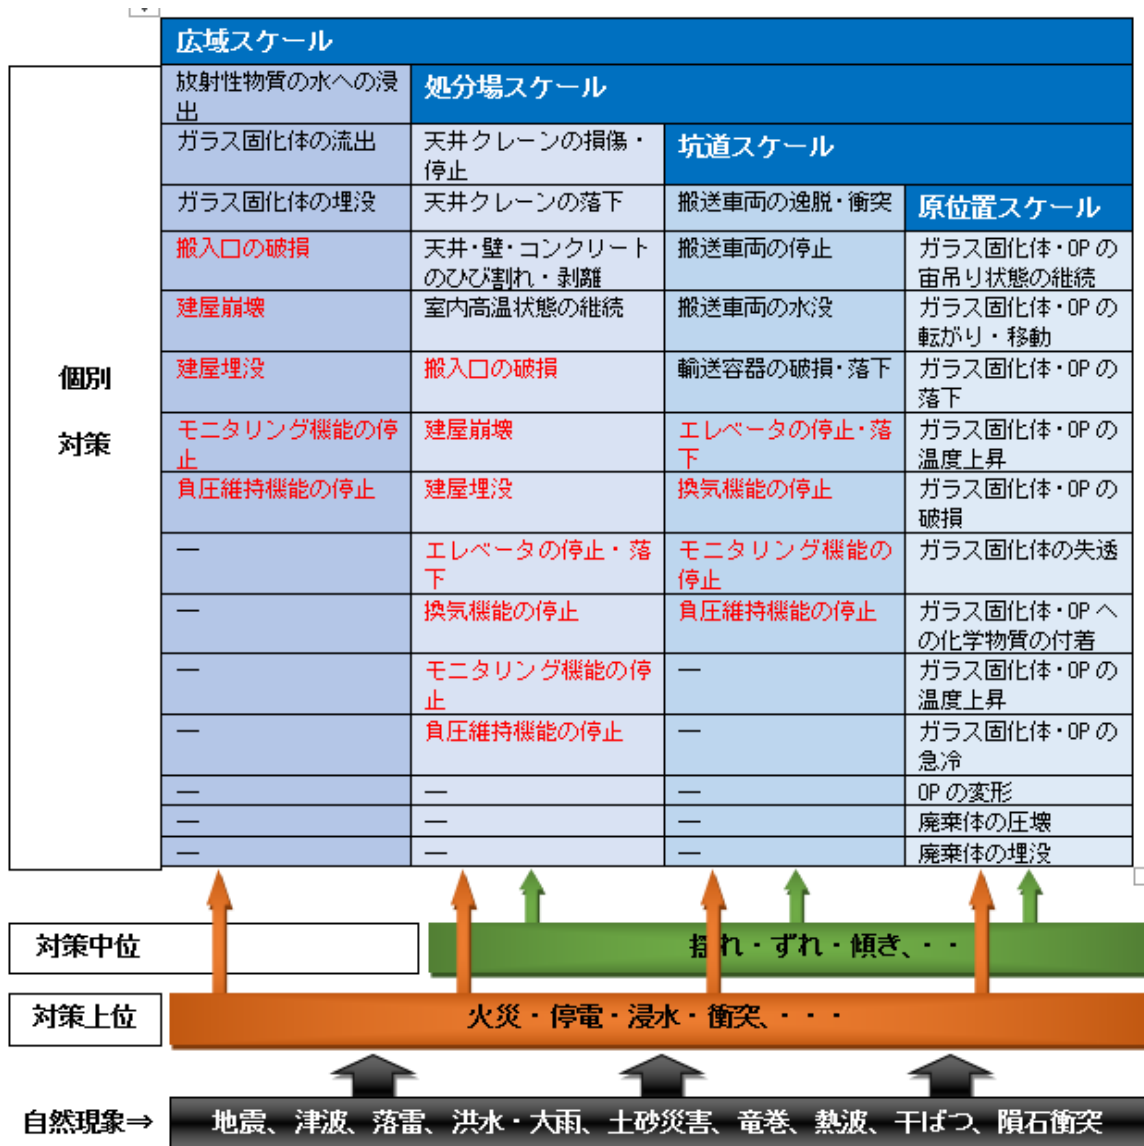 広域スケール
放射性物質の水への浸
出
処分場スケール
ガラス固化体の流出
天井クレーンの損傷・
停止
坑道スケール
ガラス固化体の埋没
天井クレーンの落下
搬送車両の逸脱・衝突
原位置スケール
搬入口の破損
天井・壁・コンクリート
のひび割れ・剥離
搬送車両の停止
ガラス固化体・OPの
宙吊り状態の継続
建屋崩壊
室内高温状態の継続
搬送車両の水没
ガラス固化体・OPの
転がり・移動
個別
対策
建屋埋没
搬入口の破損
輸送容器の破損・落下
ガラス固化体・OPの
落下
モニタリング機能の停
止
建屋崩壊
エレベータの停止・落
下
ガラス固化体・OPの
温度上昇
負圧維持機能の停止
建屋埋没
換気機能の停止
ガラス固化体・OPの
破損
―
エレベータの停止・落
下
モニタリング機能の
停止
ガラス固化体の失透
―
換気機能の停止
負圧維持機能の停止
ガラス固化体・OPへ
の化学物質の付着
―
モニタリング機能の停
止
―
ガラス固化体・OPの
温度上昇
―
負圧維持機能の停止
―
ガラス固化体・OPの
急冷
―
―
―
OPの変形
―
―
―
廃棄体の圧壊
―
―
―
廃棄体の埋没
対策中位
揺れ・ずれ・傾き、・・
対策上位
火災・停電・浸水・衝突、・・・
自然現象⇒
地震、津波、落雷、洪水・大雨、土砂災害、竜巻、熱波、干ばつ、隕石衝突